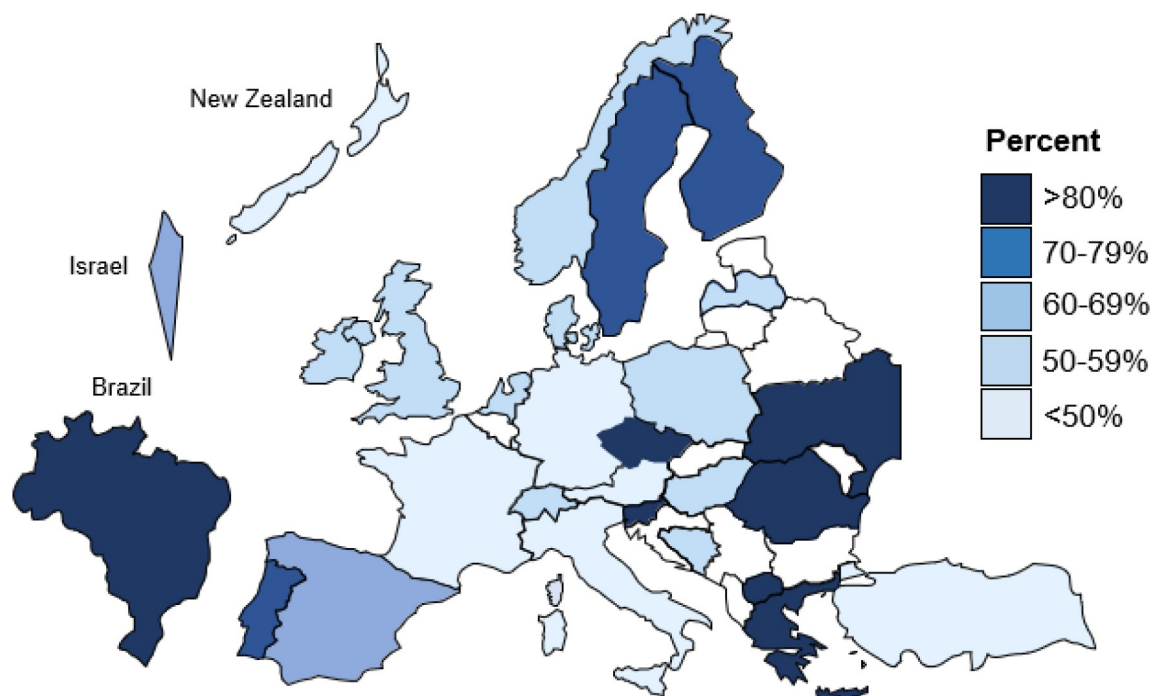 New Zealand
Israel
Brazil
Percent
>80%
70-79%
60-69%
50-59%
<50%